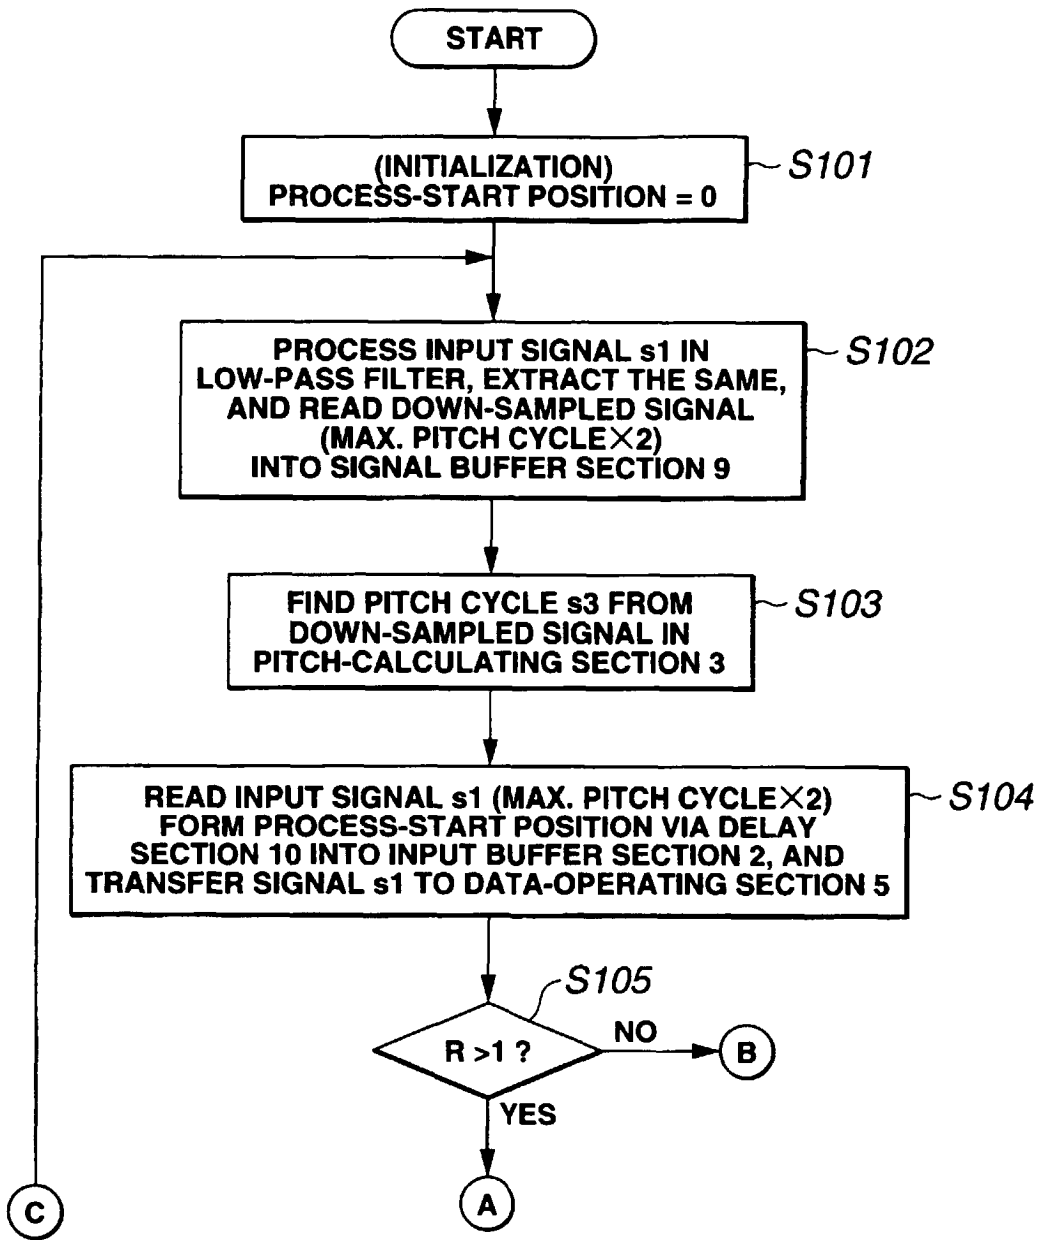 START
(INITIALIZATION)
PROCESS-START POSITION = 0
S101
PROCESS INPUT SIGNAL s1 IN
LOW-PASS FILTER, EXTRACT THE SAME,
AND READ DOWN-SAMPLED SIGNAL
(MAX. PITCH CYCLE×2)
INTO SIGNAL BUFFER SECTION 9
S102
FIND PITCH CYCLE s3 FROM
DOWN-SAMPLED SIGNAL IN
PITCH-CALCULATING SECTION 3
S103
READ INPUT SIGNAL s1 (MAX. PITCH CYCLE×2)
FORM PROCESS-START POSITION VIA DELAY
SECTION 10 INTO INPUT BUFFER SECTION 2, AND
TRANSFER SIGNAL s1 TO DATA-OPERATING SECTION 5
S104
S105
R >1 ?
NO
B
YES
A
C